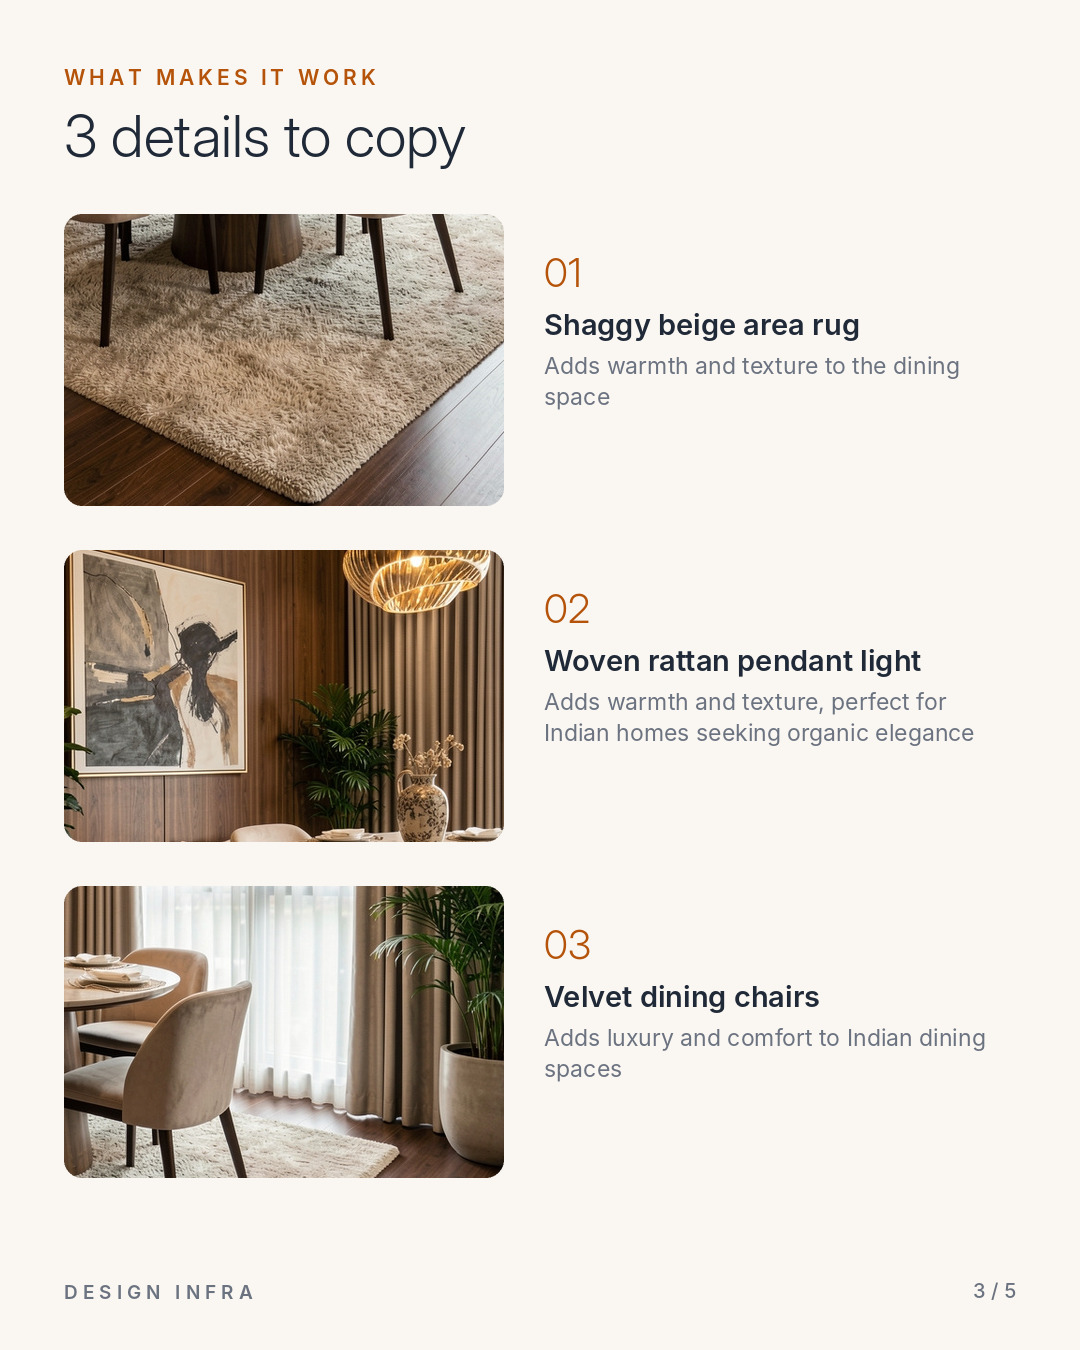 WHAT MAKES IT WORK
3 details to copy
01
Shaggy beige area rug
Adds warmth and texture to the dining
space
02
Woven rattan pendant light
Adds warmth and texture, perfect for
Indian homes seeking organic elegance
03
Velvet dining chairs
Adds luxury and comfort to Indian dining
spaces
DESIGN INFRA
3 / 5